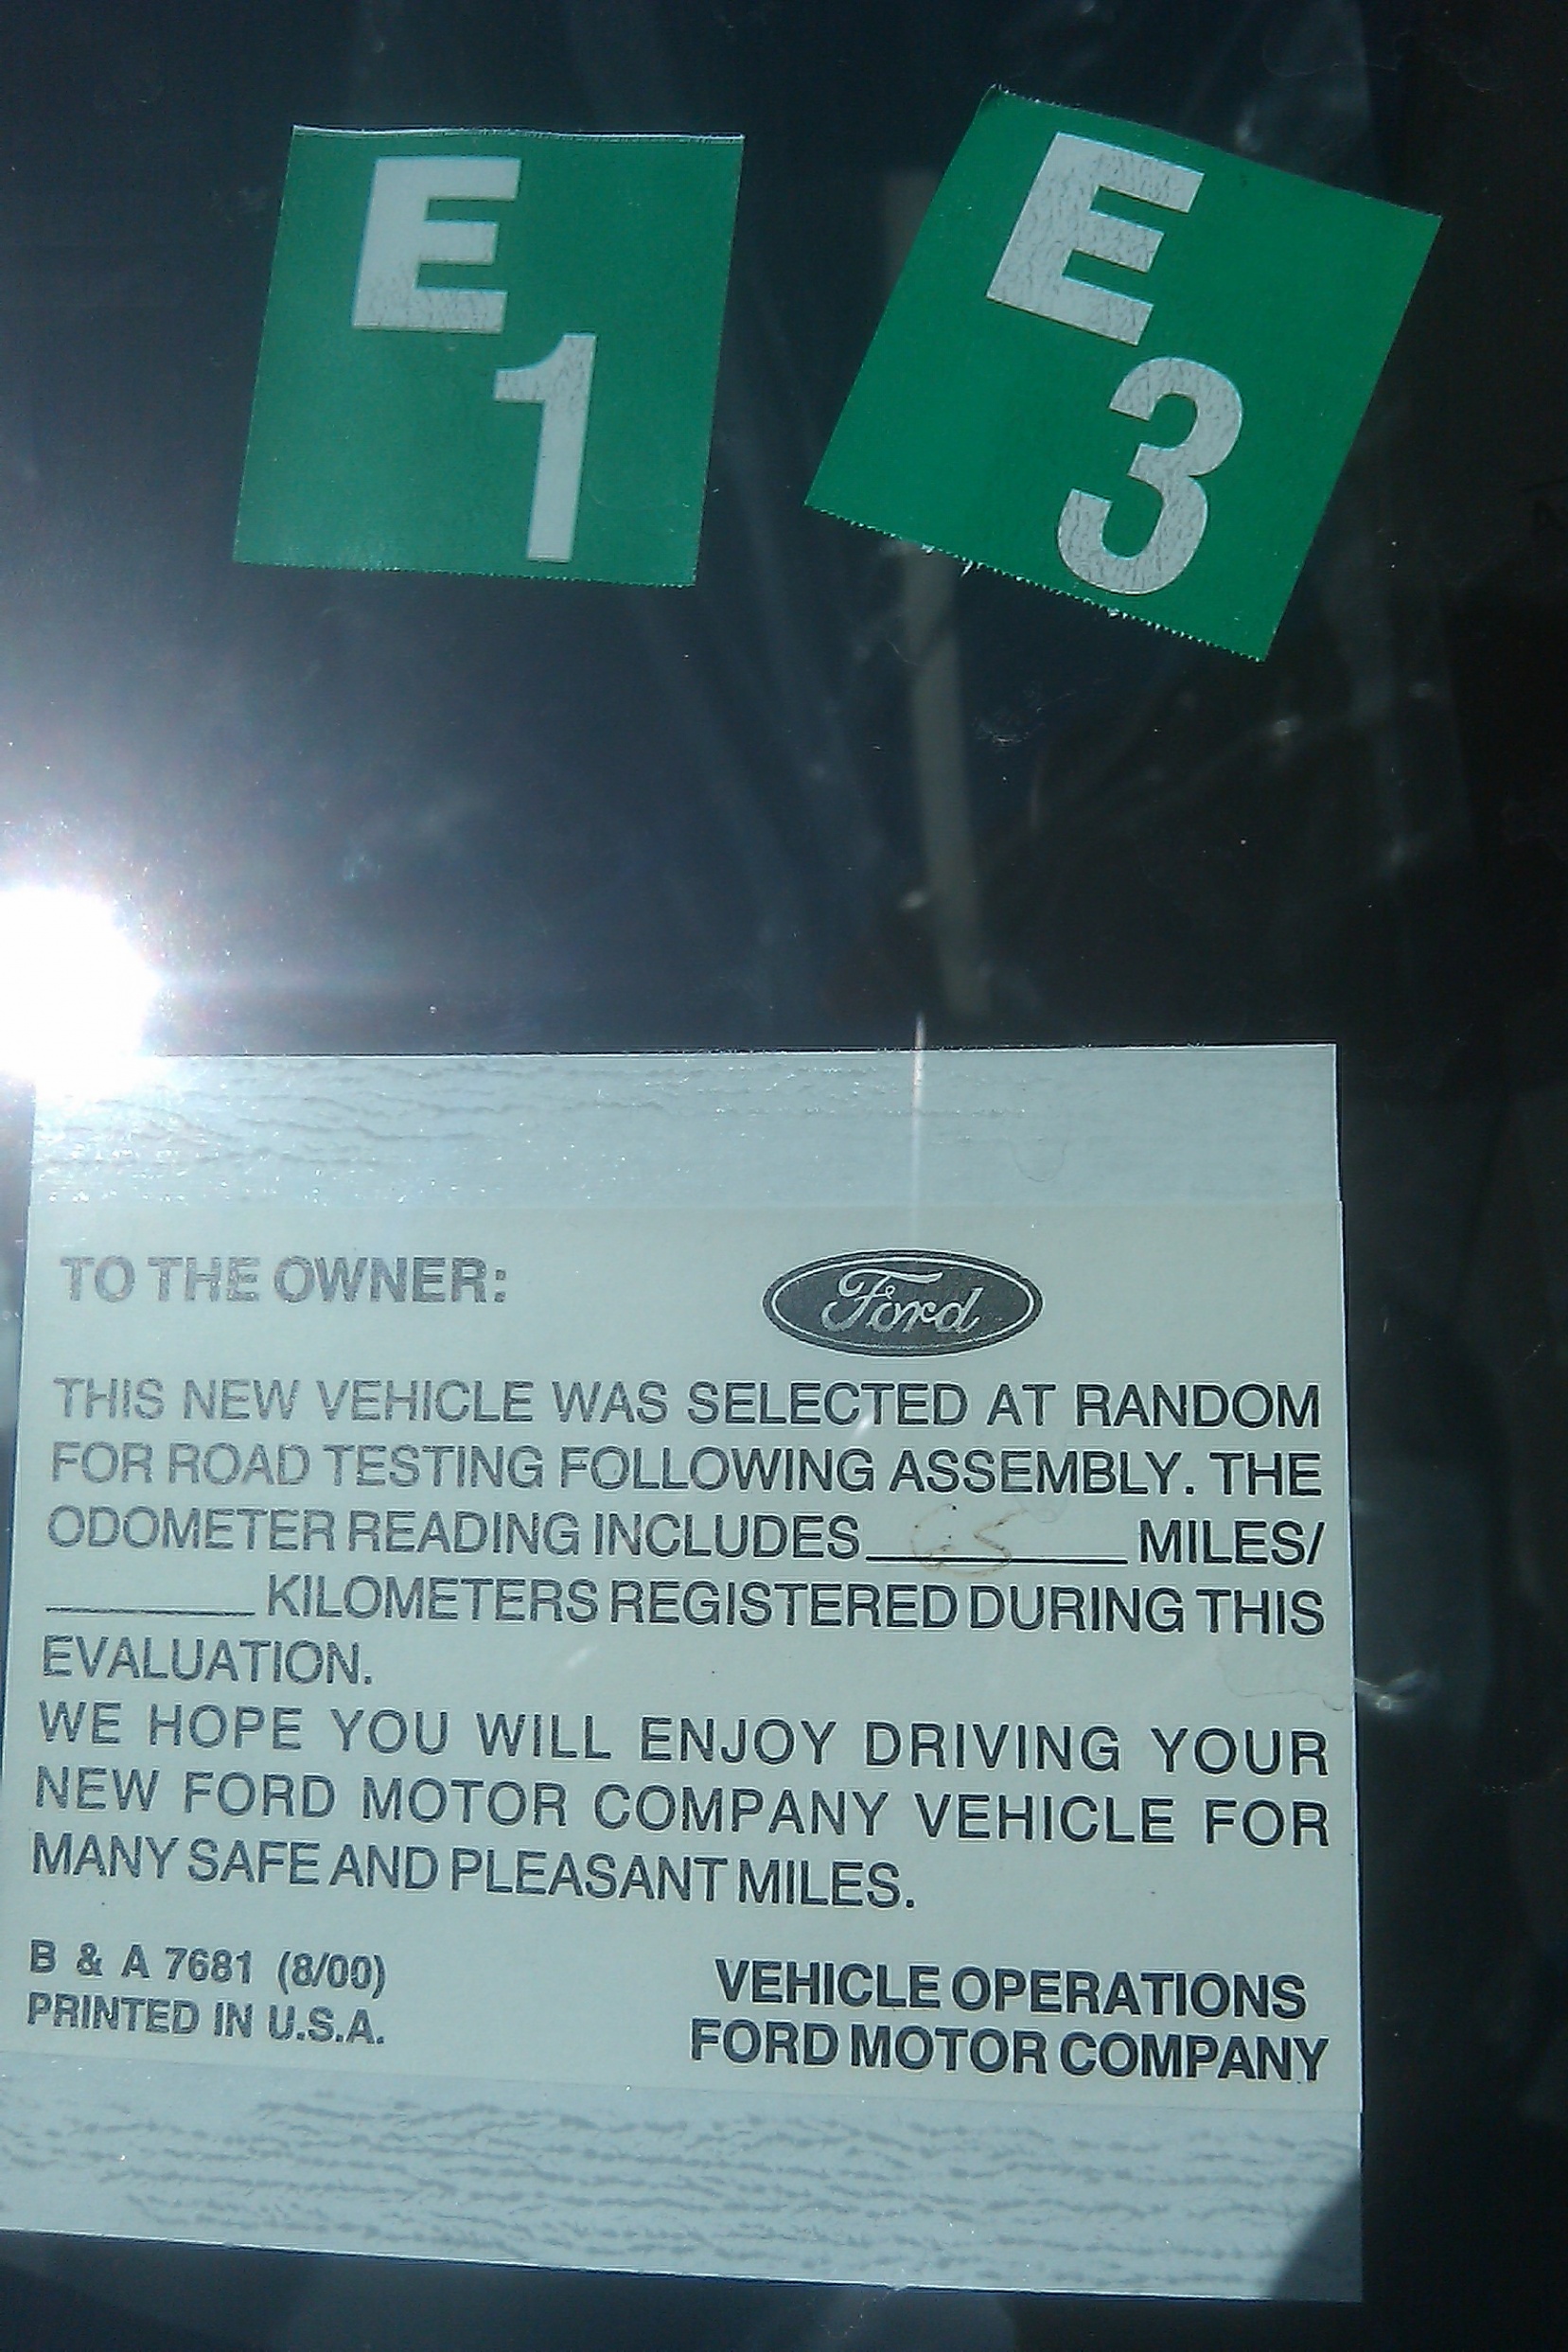 E
1
E
3
TO THE OWNER:
Ford
THIS NEW VEHICLE WAS SELECTED AT RANDOM
FOR ROAD TESTING FOLLOWING ASSEMBLY. THE
ODOMETER READING INCLUDES________ MILES/
________ KILOMETERS REGISTERED DURING THIS
EVALUATION.
WE HOPE YOU WILL ENJOY DRIVING YOUR
NEW FORD MOTOR COMPANY VEHICLE FOR
MANY SAFE AND PLEASANT MILES.
B & A 7681 (8/00)
PRINTED IN U.S.A.
VEHICLE OPERATIONS
FORD MOTOR COMPANY